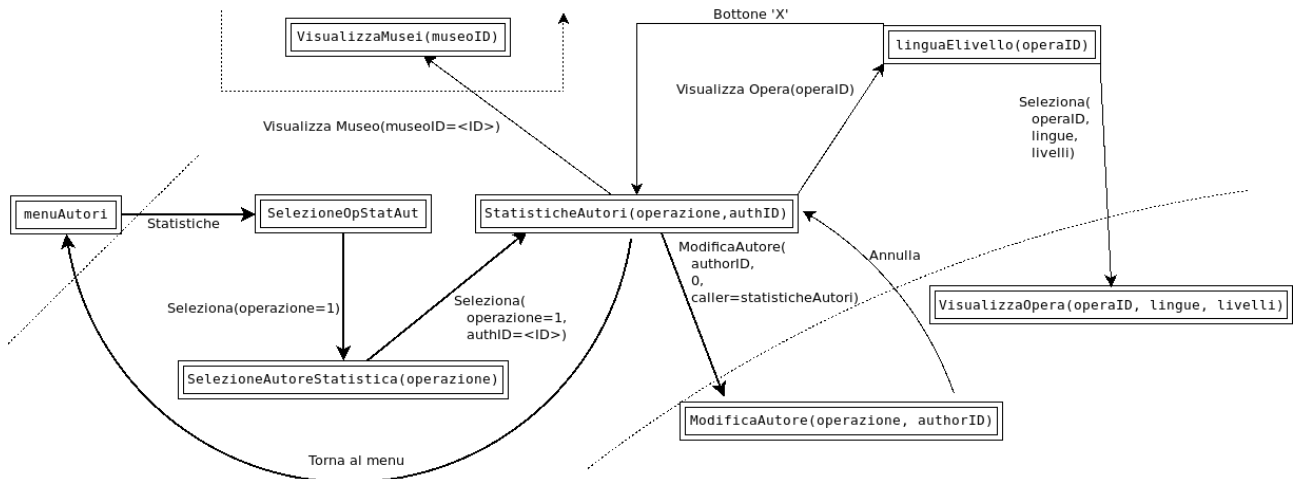 Bottone 'X'
VisualizzaMusei(museoID)
linguaElivello(operaID)
Visualizza Opera(operaID)
Seleziona(
operaID,
lingue,
livelli)
Visualizza Museo(museoID=<ID>)
menuAutori
Statistiche
SelezioneOpStatAut
StatisticheAutori(operazione,authID)
ModificaAutore(
authorID,
0,
caller=statisticheAutori)
Annulla
Seleziona(operazione=1)
Seleziona(
operazione=1,
authID=<ID>)
VisualizzaOpera(operaID, lingue, livelli)
SelezioneAutoreStatistica(operazione)
ModificaAutore(operazione, authorID)
Torna al menu